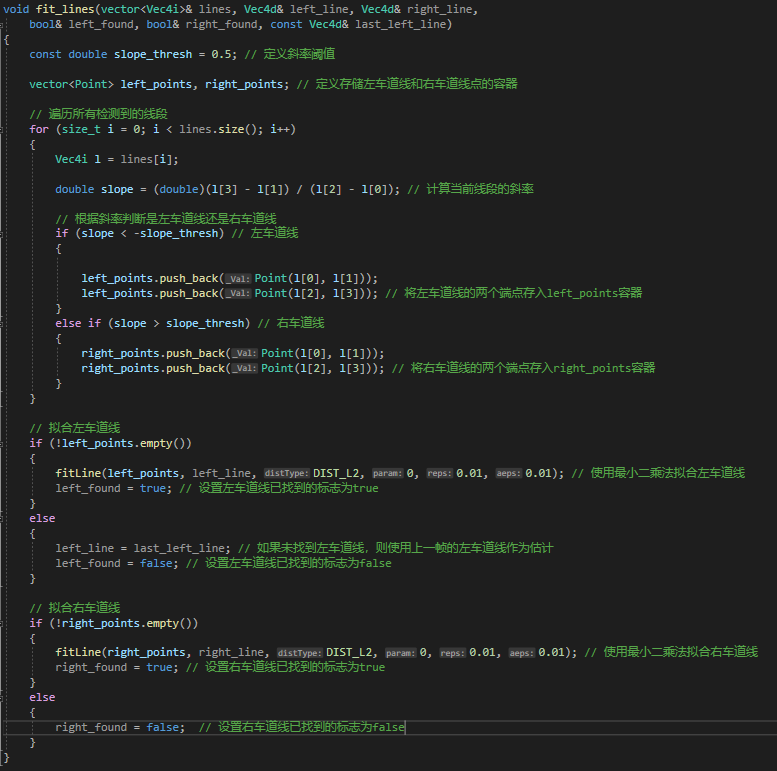 void fit_lines(vector<Vec4i>& lines, Vec4d& left_line, Vec4d& right_line,
    bool& left_found, bool& right_found, const Vec4d& last_left_line)
{
    const double slope_thresh = 0.5; // 定义斜率阈值
    vector<Point> left_points, right_points; // 定义存储左车道线和右车道线点的容器
    // 遍历所有检测到的线段
    for (size_t i = 0; i < lines.size(); i++)
    {
        Vec4i l = lines[i];
        double slope = (double)(l[3] - l[1]) / (l[2] - l[0]); // 计算当前线段的斜率
        // 根据斜率判断是左车道线还是右车道线
        if (slope < -slope_thresh) // 左车道线
        {
            left_points.push_back(_Val: Point(l[0], l[1]));
            left_points.push_back(_Val: Point(l[2], l[3])); // 将左车道线的两个端点存入left_points容器
        }
        else if (slope > slope_thresh) // 右车道线
        {
            right_points.push_back(_Val: Point(l[0], l[1]));
            right_points.push_back(_Val: Point(l[2], l[3])); // 将右车道线的两个端点存入right_points容器
        }
    }
    // 拟合左车道线
    if (!left_points.empty())
    {
        fitLine(left_points, left_line, distType: DIST_L2, param: 0, reps: 0.01, aeps: 0.01); // 使用最小二乘法拟合左车道线
        left_found = true; // 设置左车道线已找到的标志为true
    }
    else
    {
        left_line = last_left_line; // 如果未找到左车道线，则使用上一帧的左车道线作为估计
        left_found = false; // 设置左车道线已找到的标志为false
    }
    // 拟合右车道线
    if (!right_points.empty())
    {
        fitLine(right_points, right_line, distType: DIST_L2, param: 0, reps: 0.01, aeps: 0.01); // 使用最小二乘法拟合右车道线
        right_found = true; // 设置右车道线已找到的标志为true
    }
    else
    {
        right_found = false;  // 设置右车道线已找到的标志为false
    }
}